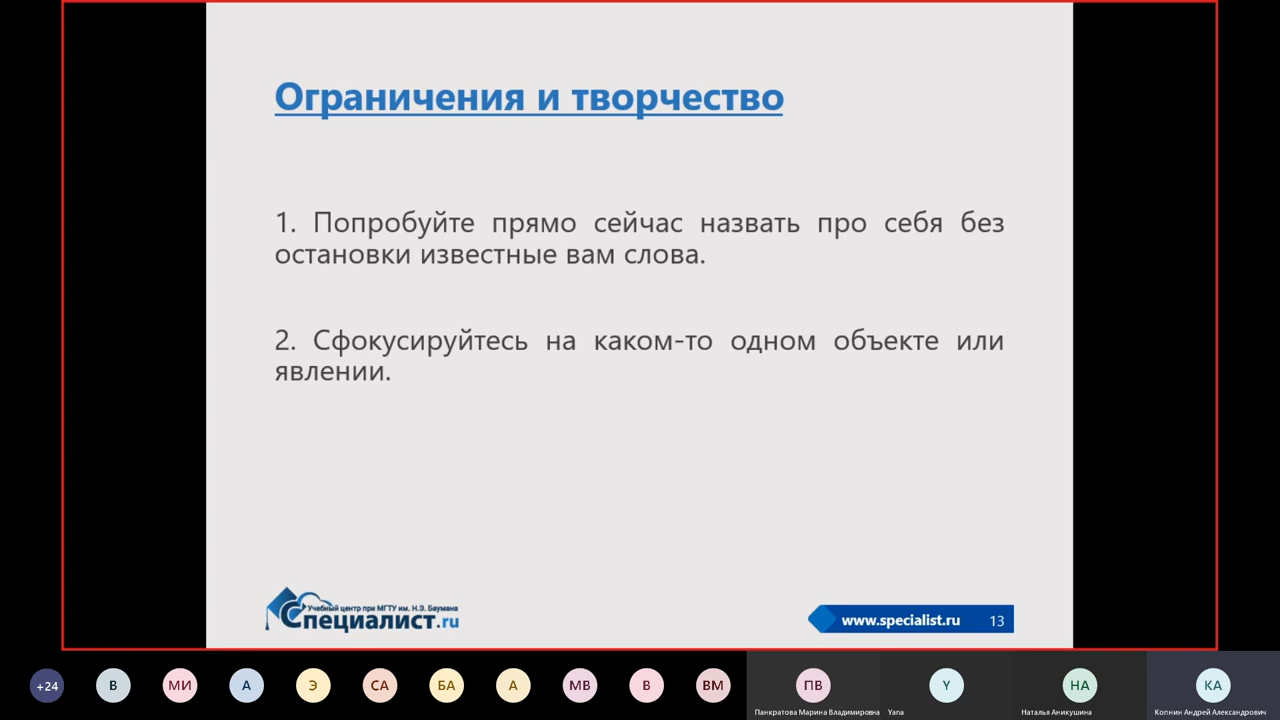 Ограничения и творчество
1. Попробуйте прямо сейчас назвать про себя без
остановки известные вам слова.
2. Сфокусируйтесь на каком-то одном объекте или
явлении.
Учебный центр при МГТУ им. Н.Э. Баумана
Специалист.ru
www.specialist.ru 13
+24 В МИ А Э СА БА А МВ В ВМ ПВ Y НА КА
Панкратова Марина Владимировна Yana Наталья Аникушина Копнин Андрей Александрович